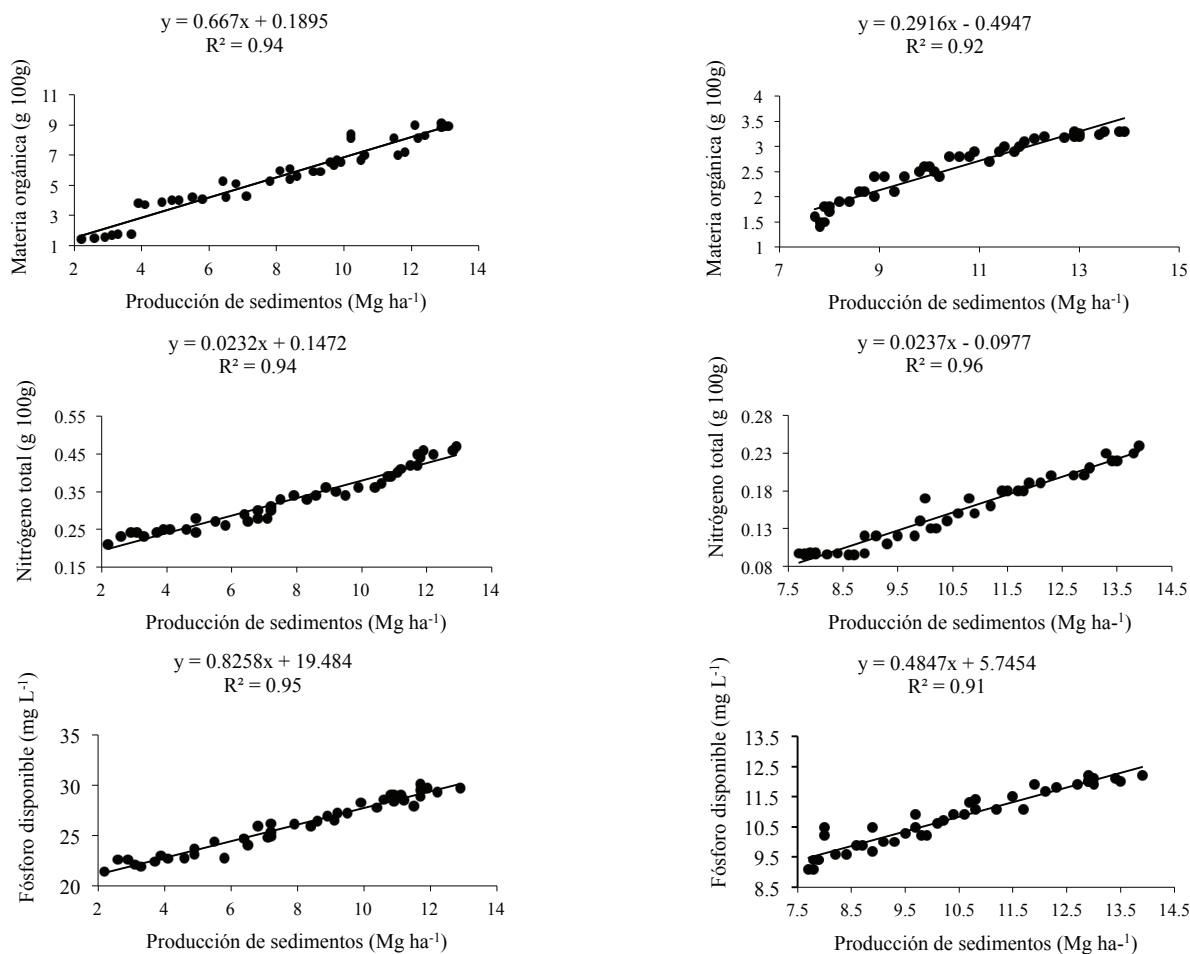 y = 0.667x + 0.1895
R² = 0.94
Materia orgánica (g 100g)
11
9
7
5
3
1
2 4 6 8 10 12 14
Producción de sedimentos (Mg ha⁻¹)
y = 0.2916x - 0.4947
R² = 0.92
Materia orgánica (g 100g)
4
3.5
3
2.5
2
1.5
1
7 9 11 13 15
Producción de sedimentos (Mg ha⁻¹)
y = 0.0232x + 0.1472
R² = 0.94
Nitrógeno total (g 100g)
0.55
0.45
0.35
0.25
0.15
2 4 6 8 10 12 14
Producción de sedimentos (Mg ha⁻¹)
y = 0.0237x - 0.0977
R² = 0.96
Nitrógeno total (g 100g)
0.28
0.23
0.18
0.13
0.08
7.5 8.5 9.5 10.5 11.5 12.5 13.5 14.5
Producción de sedimentos (Mg ha-¹)
y = 0.8258x + 19.484
R² = 0.95
Fósforo disponible (mg L⁻¹)
35
30
25
20
2 4 6 8 10 12 14
Producción de sedimentos (Mg ha⁻¹)
y = 0.4847x + 5.7454
R² = 0.91
Fósforo disponible (mg L⁻¹)
13.5
12.5
11.5
10.5
9.5
8.5
7.5 8.5 9.5 10.5 11.5 12.5 13.5 14.5
Producción de sedimentos (Mg ha-¹)